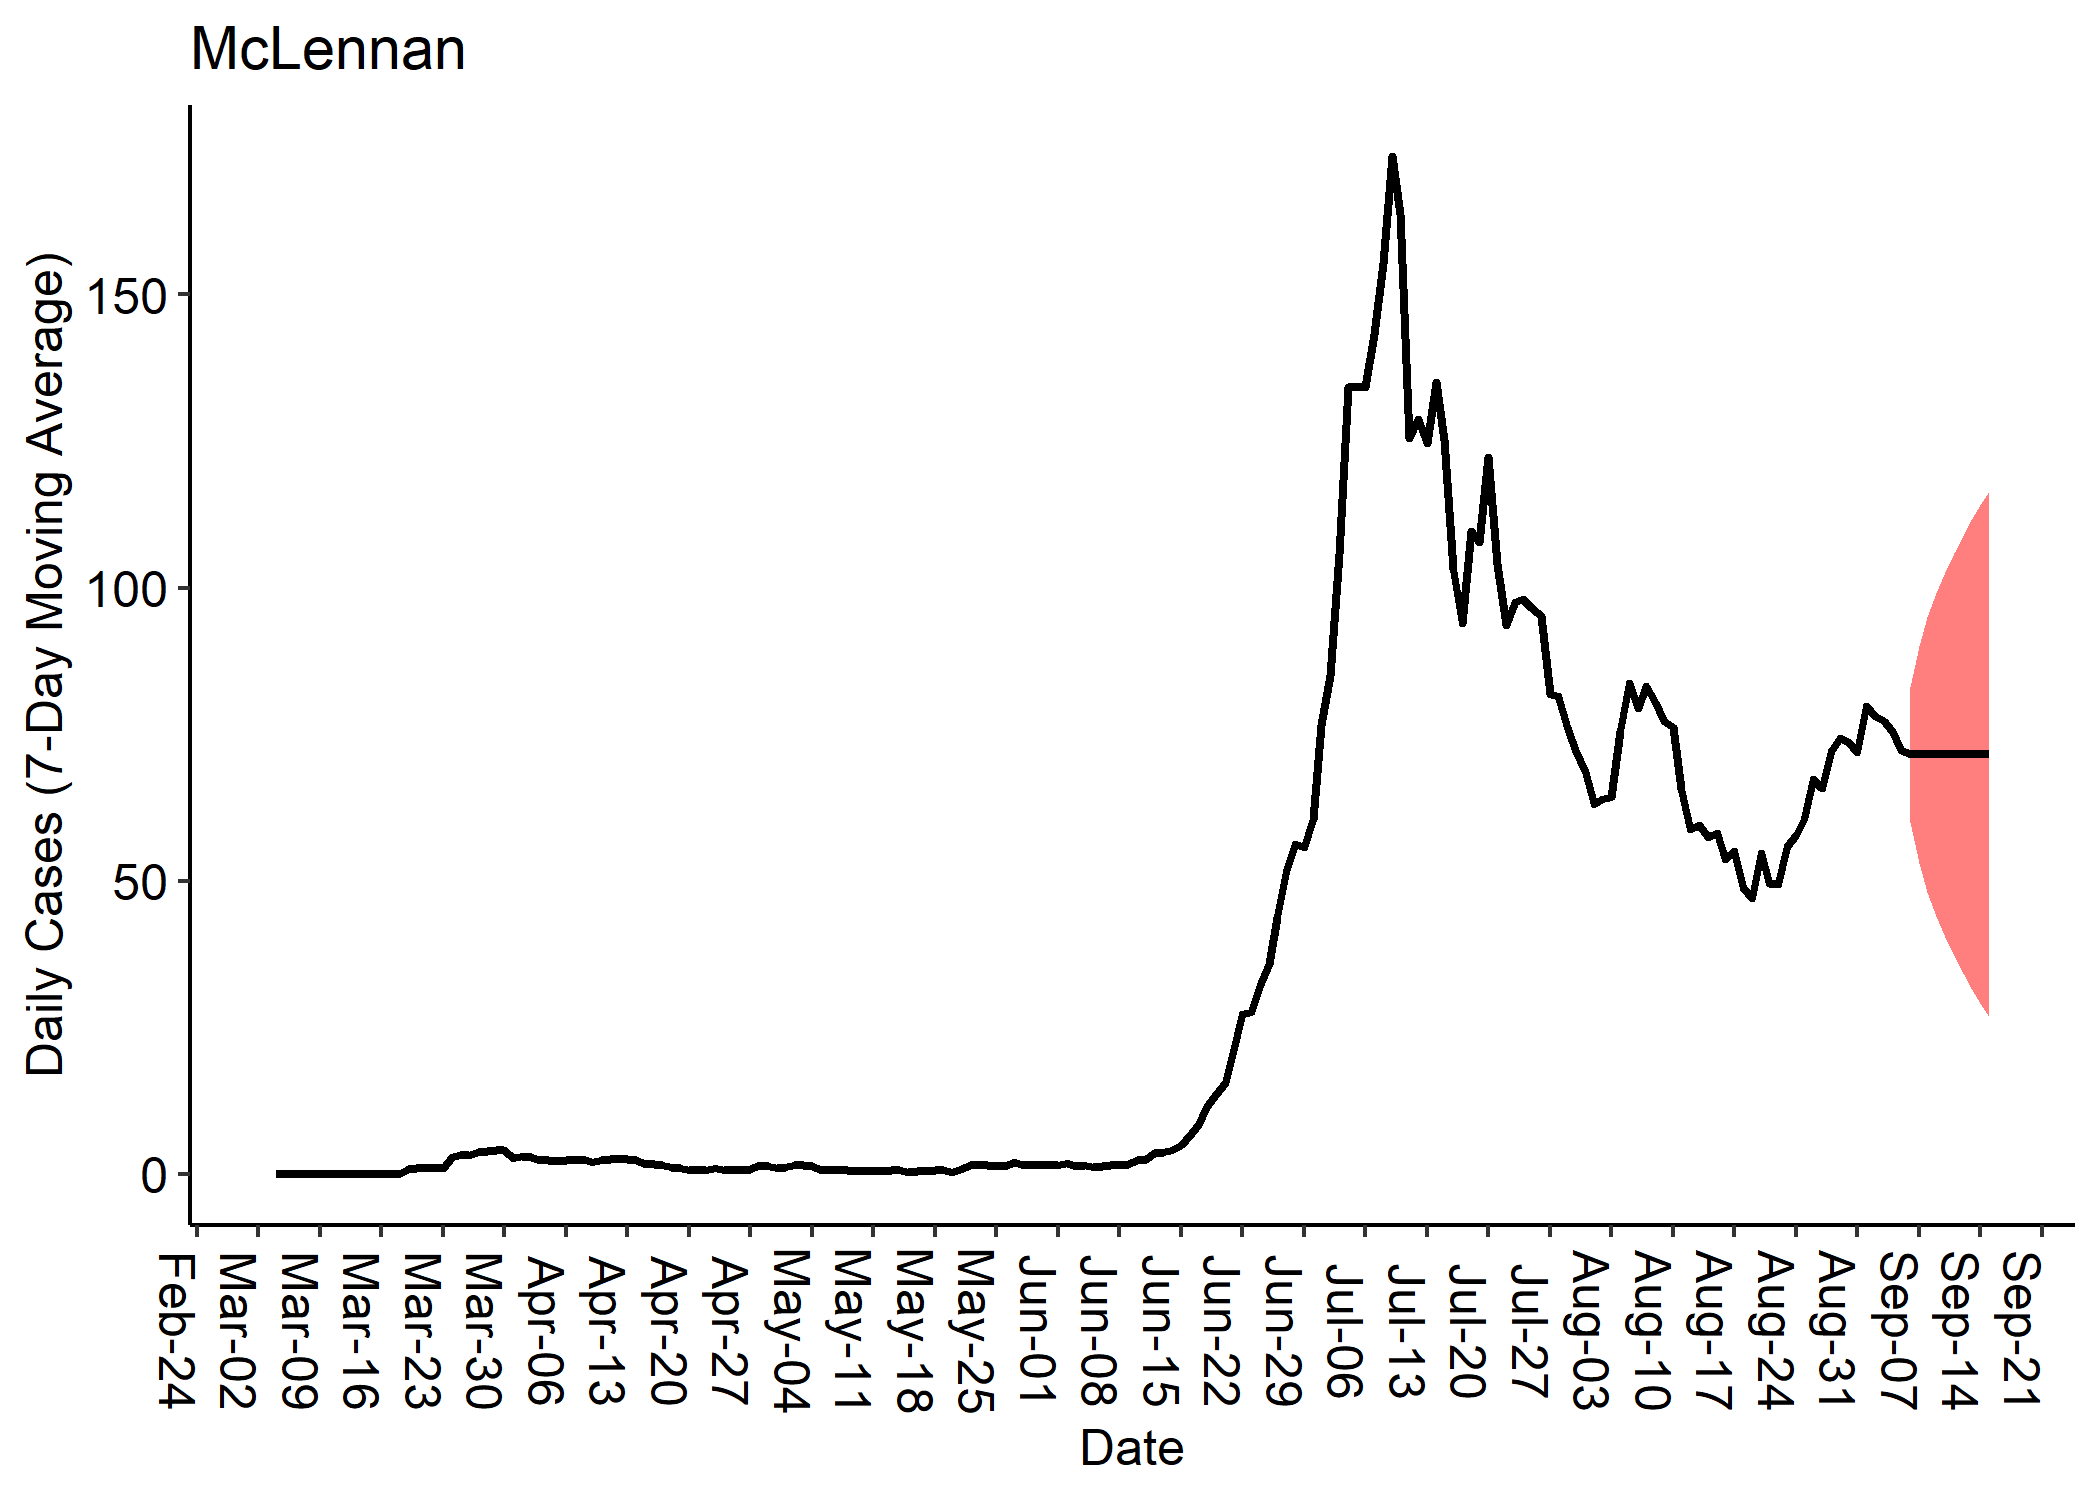 McLennan
Daily Cases (7-Day Moving Average)
150
100
50
0
Feb-24
Mar-02
Mar-09
Mar-16
Mar-23
Mar-30
Apr-06
Apr-13
Apr-20
Apr-27
May-04
May-11
May-18
May-25
Jun-01
Jun-08
Jun-15
Jun-22
Jun-29
Jul-06
Jul-13
Jul-20
Jul-27
Aug-03
Aug-10
Aug-17
Aug-24
Aug-31
Sep-07
Sep-14
Sep-21
Date